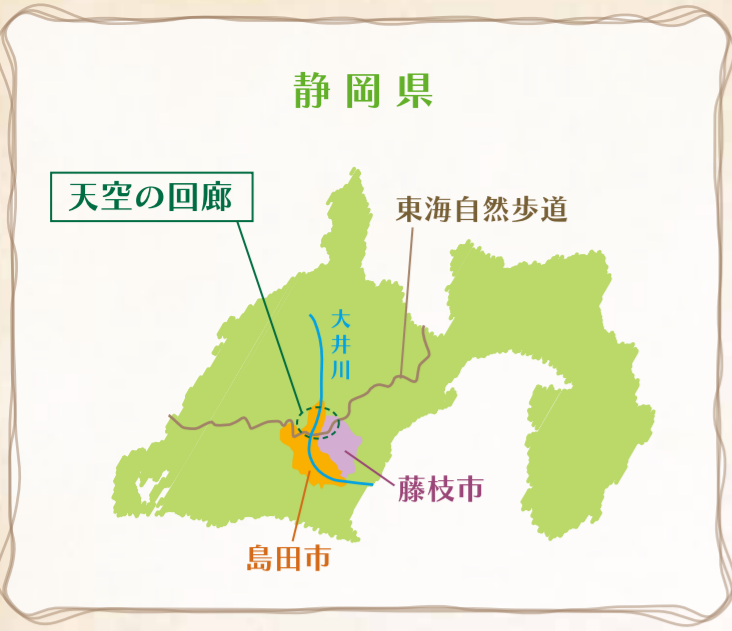 静岡県
天空の回廊
東海自然歩道
大井川
藤枝市
島田市